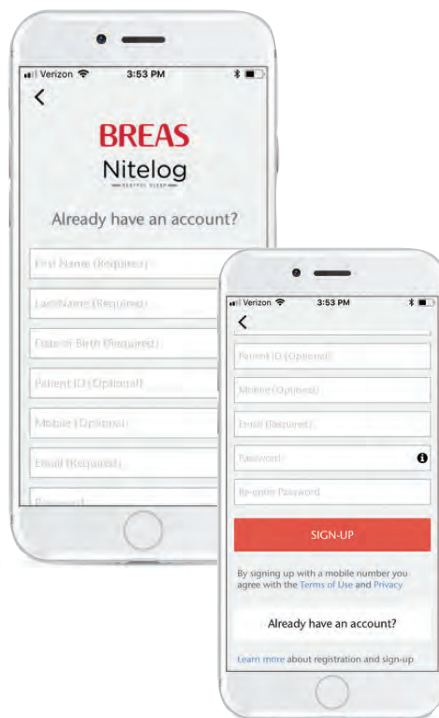 Verizon 3:53 PM
BREAS
Nitelog
RESTFUL SLEEP
Already have an account?
First Name (Required)
Last Name (Required)
Date of Birth (Required)
Patient ID (Optional)
Mobile (Optional)
Email (Required)
Password
Verizon 3:53 PM
Patient ID (Optional)
Mobile (Optional)
Email (Required)
Password
Re-enter Password
SIGN-UP
By signing up with a mobile number you
agree with the Terms of Use and Privacy
Already have an account?
Learn more about registration and sign-up